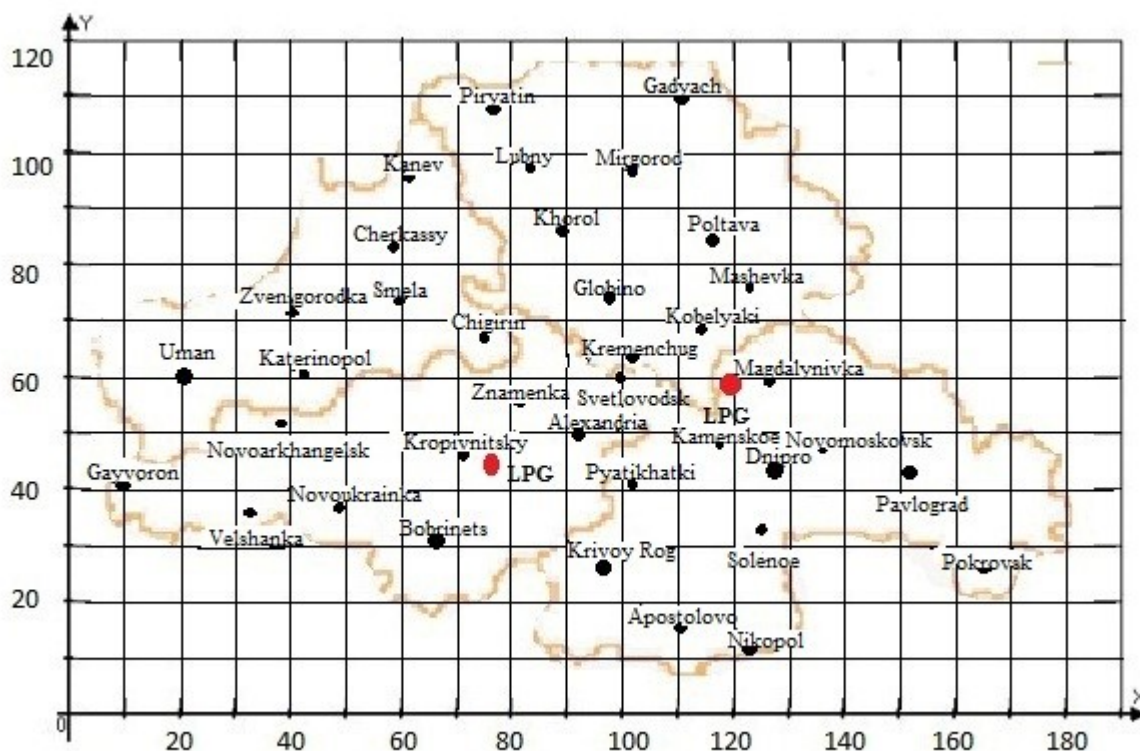 Y
120
Gadyach
Piryatin
100
Lubny
Mirgorod
Kanev
Khorol
Poltava
Cherkassy
80
Mashevka
Globino
Smela
Zvenigorodka
Kobelyaki
Chigirin
Kremenchug
Uman
Katerinopol
60
Magdalynivka
Znamenka
Svetlovodsk
LPG
Alexandria
Kamenskoe
Novomoskovsk
Kropivnitsky
Novoarkhangelsk
Dnipro
Gayvoron
LPG
Pyatikhatki
40
Novoukrainka
Pavlograd
Bobrinets
Velshanka
Krivoy Rog
Solenoe
Pokrovsk
20
Apostolovo
Nikopol
X
0
20
40
60
80
100
120
140
160
180